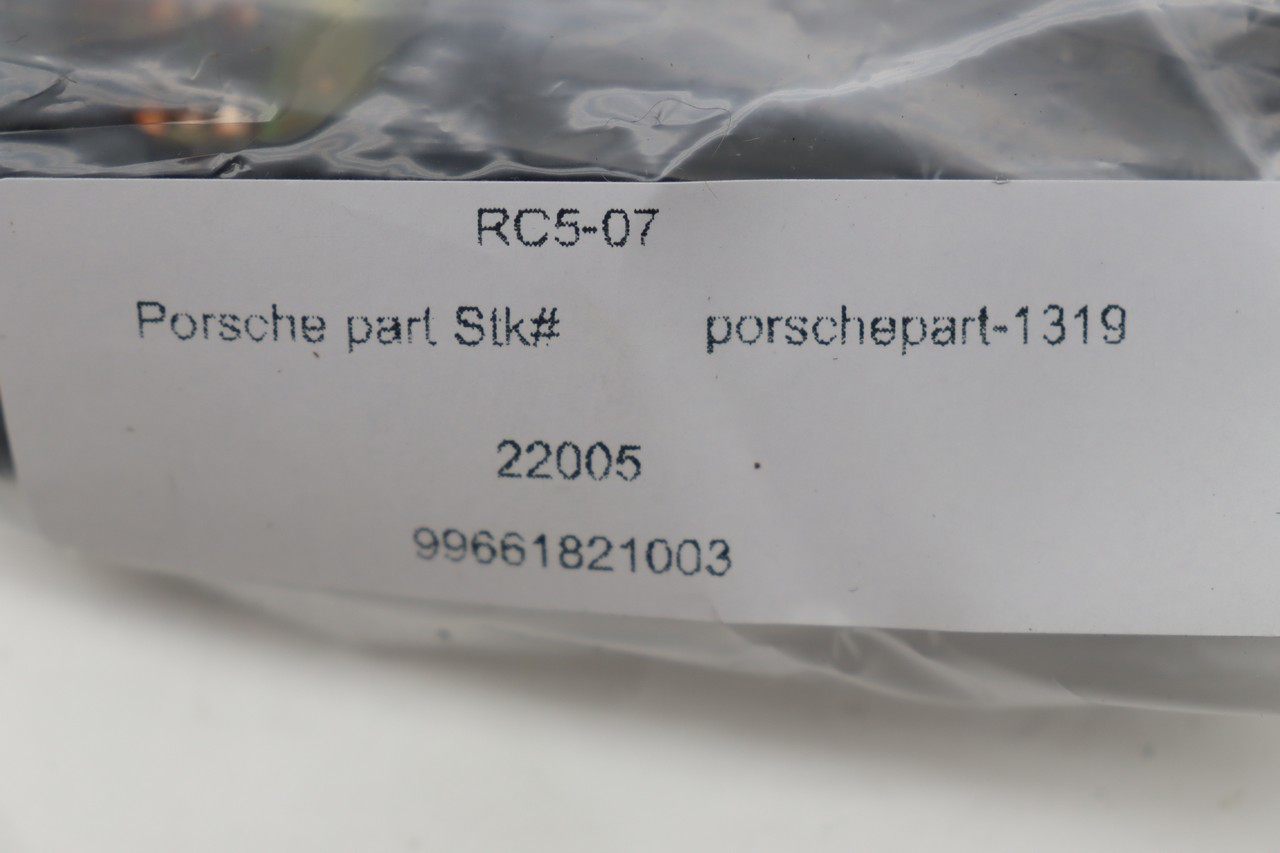 RC5-07
Porsche part Stk# porschepart-1319
22005
99661821003